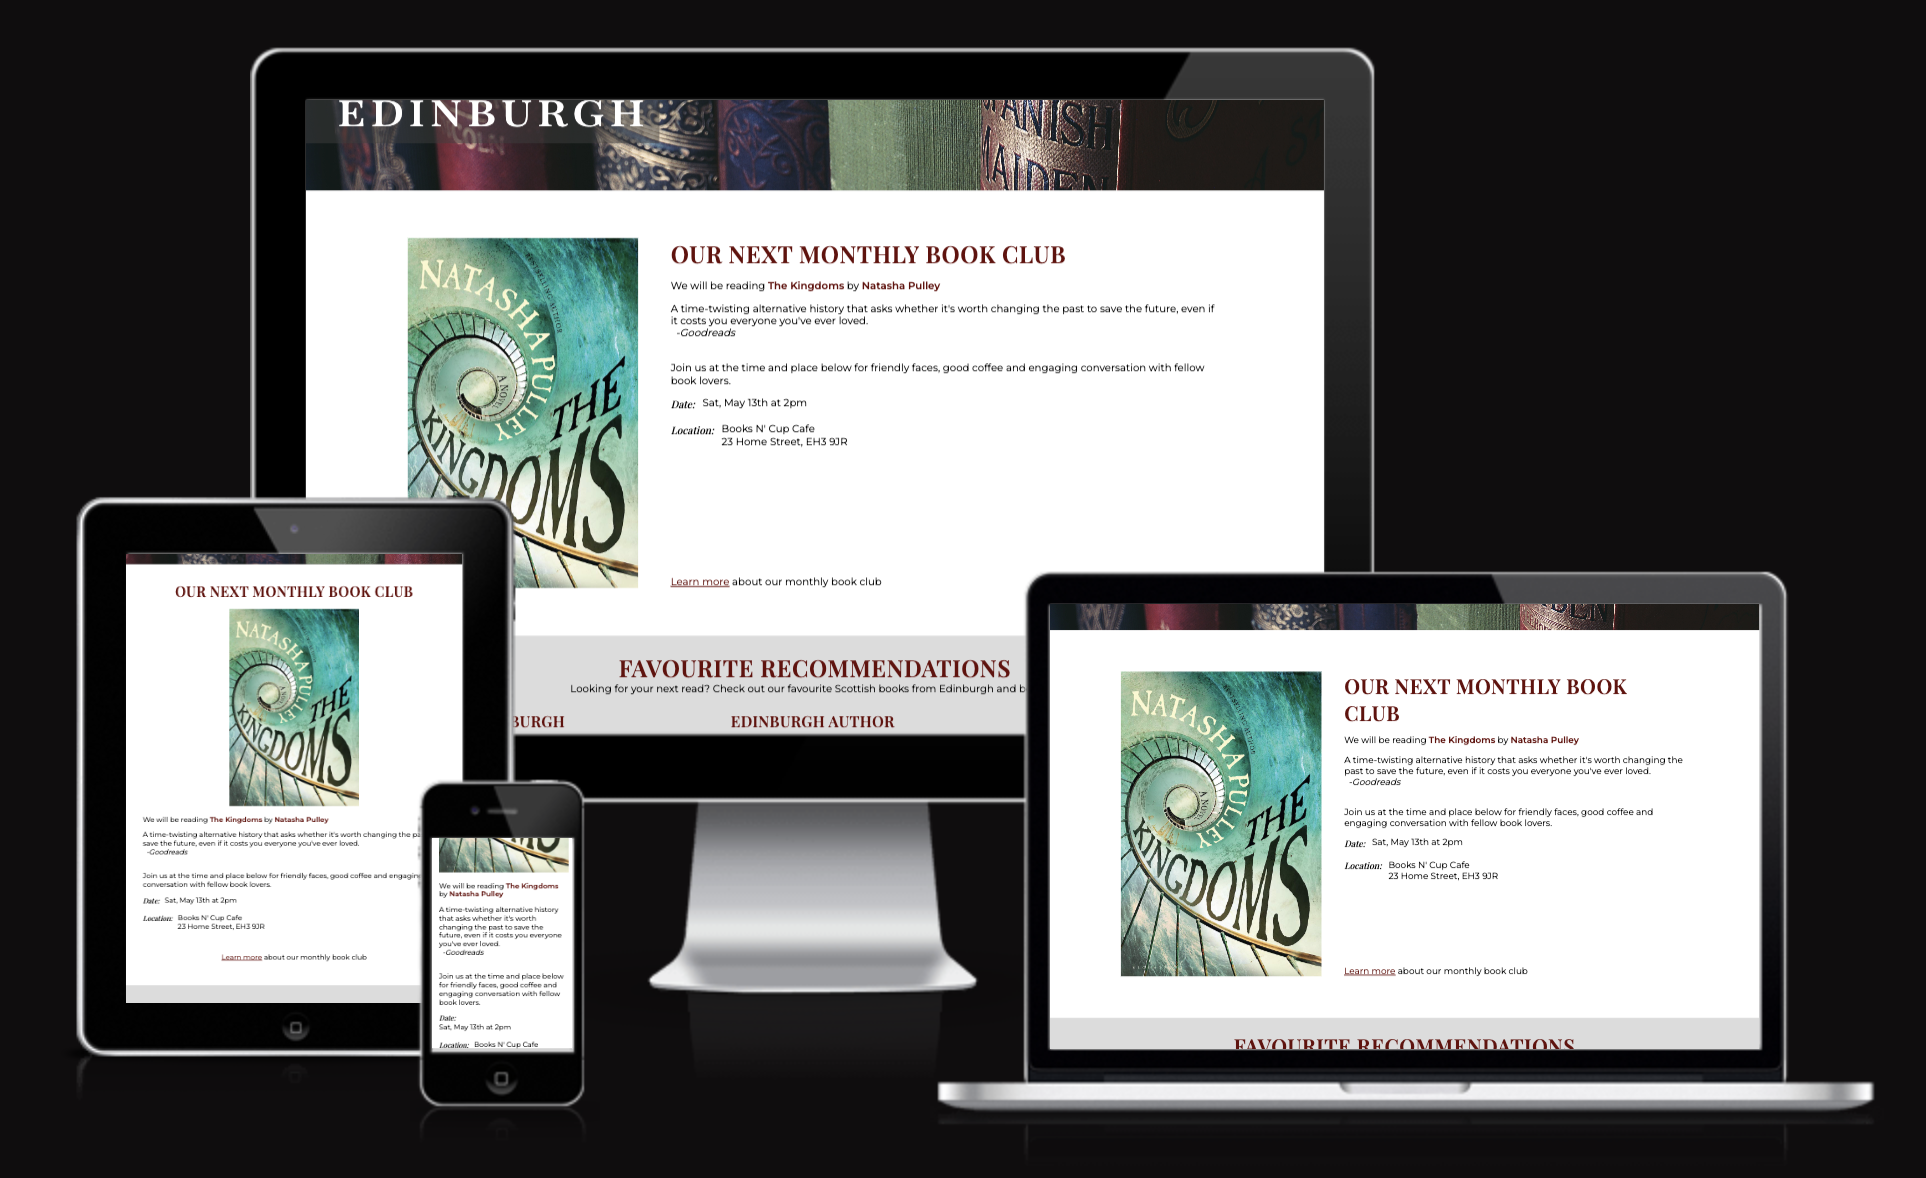 EDINBURGH
COLN
ANISH
MAIDEN
NATASHA PULLEY
A NOVEL
THE
KINGDOMS
OUR NEXT MONTHLY BOOK CLUB
We will be reading The Kingdoms by Natasha Pulley
A time-twisting alternative history that asks whether it's worth changing the past to save the future, even if
it costs you everyone you've ever loved.
-Goodreads
Join us at the time and place below for friendly faces, good coffee and engaging conversation with fellow
book lovers.
Date: Sat, May 13th at 2pm
Location: Books N' Cup Cafe
23 Home Street, EH3 9JR
Learn more about our monthly book club
FAVOURITE RECOMMENDATIONS
Looking for your next read? Check out our favourite Scottish books from Edinburgh and b
BURGH
EDINBURGH AUTHOR
OUR NEXT MONTHLY BOOK CLUB
NATASHA PULLEY
A NOVEL
THE
KINGDOMS
We will be reading The Kingdoms by Natasha Pulley
A time-twisting alternative history that asks whether it's worth changing the pa
save the future, even if it costs you everyone you've ever loved.
-Goodreads
Join us at the time and place below for friendly faces, good coffee and engagin
conversation with fellow book lovers.
Date: Sat, May 13th at 2pm
Location: Books N' Cup Cafe
23 Home Street, EH3 9JR
Learn more about our monthly book club
We will be reading The Kingdoms
by Natasha Pulley
A time-twisting alternative history
that asks whether it's worth
changing the past to save the
future, even if it costs you everyone
you've ever loved.
-Goodreads
Join us at the time and place below
for friendly faces, good coffee and
engaging conversation with fellow
book lovers.
Date:
Sat, May 13th at 2pm
Location: Books N' Cup Cafe
NATASHA PULLEY
A NOVEL
THE
KINGDOMS
OUR NEXT MONTHLY BOOK
CLUB
We will be reading The Kingdoms by Natasha Pulley
A time-twisting alternative history that asks whether it's worth changing the
past to save the future, even if it costs you everyone you've ever loved.
-Goodreads
Join us at the time and place below for friendly faces, good coffee and
engaging conversation with fellow book lovers.
Date: Sat, May 13th at 2pm
Location: Books N' Cup Cafe
23 Home Street, EH3 9JR
Learn more about our monthly book club
FAVOURITE RECOMMENDATIONS